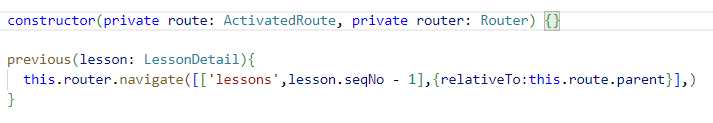 constructor(private route: ActivatedRoute, private router: Router) {}
previous(lesson: LessonDetail){
this.router.navigate([['lessons',lesson.seqNo - 1],{relativeTo:this.route.parent}],)
}